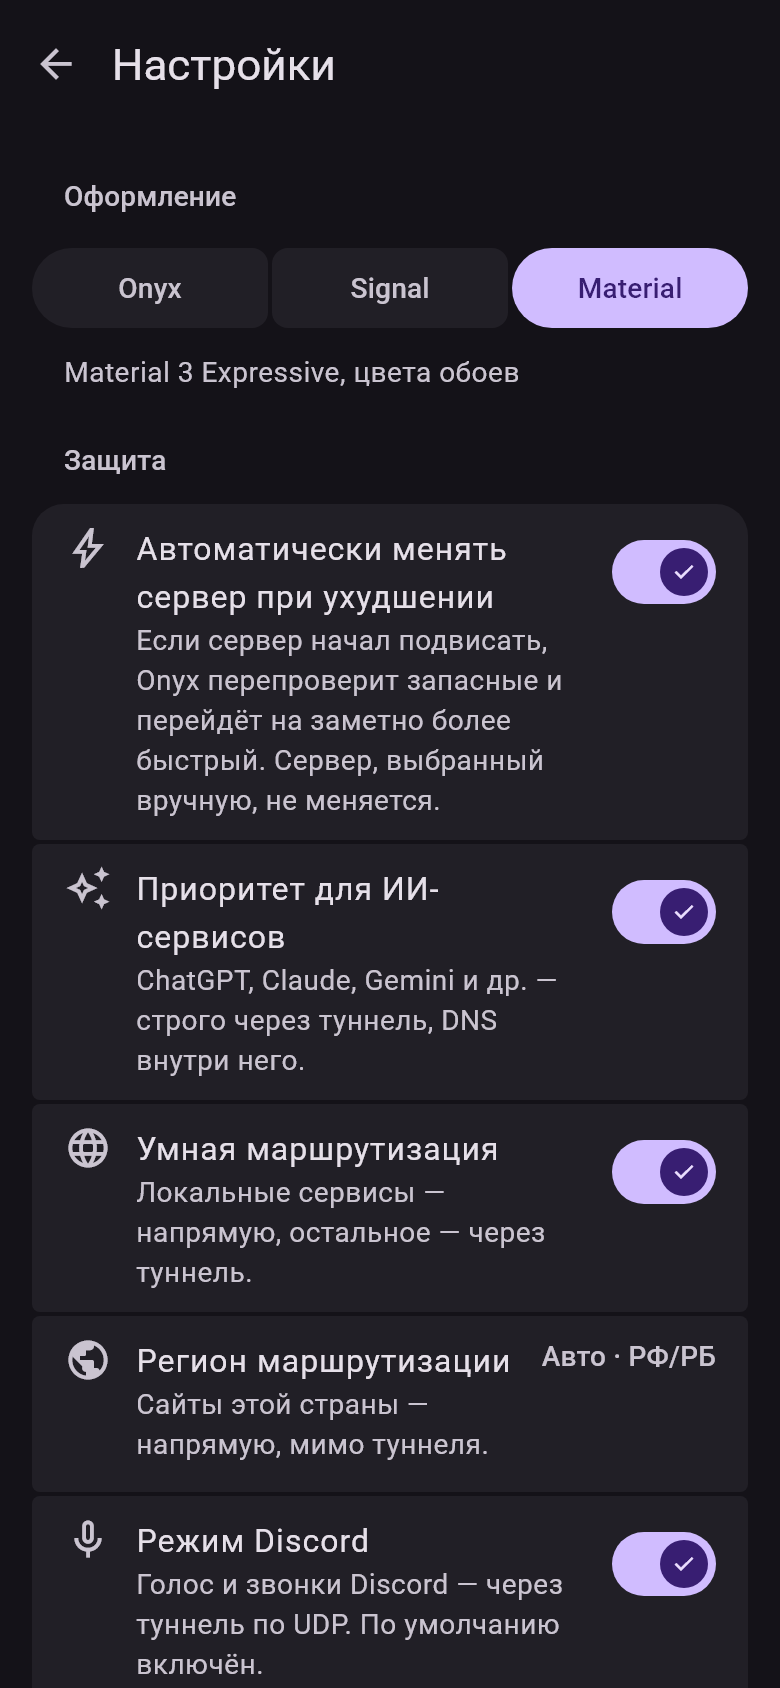 Настройки
Оформление
Onyx
Signal
Material
Material 3 Expressive, цвета обоев
Защита
Автоматически менять
сервер при ухудшении
Если сервер начал подвисать,
Onyx перепроверит запасные и
перейдёт на заметно более
быстрый. Сервер, выбранный
вручную, не меняется.
Приоритет для ИИ-
сервисов
ChatGPT, Claude, Gemini и др. —
строго через туннель, DNS
внутри него.
Умная маршрутизация
Локальные сервисы —
напрямую, остальное — через
туннель.
Регион маршрутизации
Авто · РФ/РБ
Сайты этой страны —
напрямую, мимо туннеля.
Режим Discord
Голос и звонки Discord — через
туннель по UDP. По умолчанию
включён.